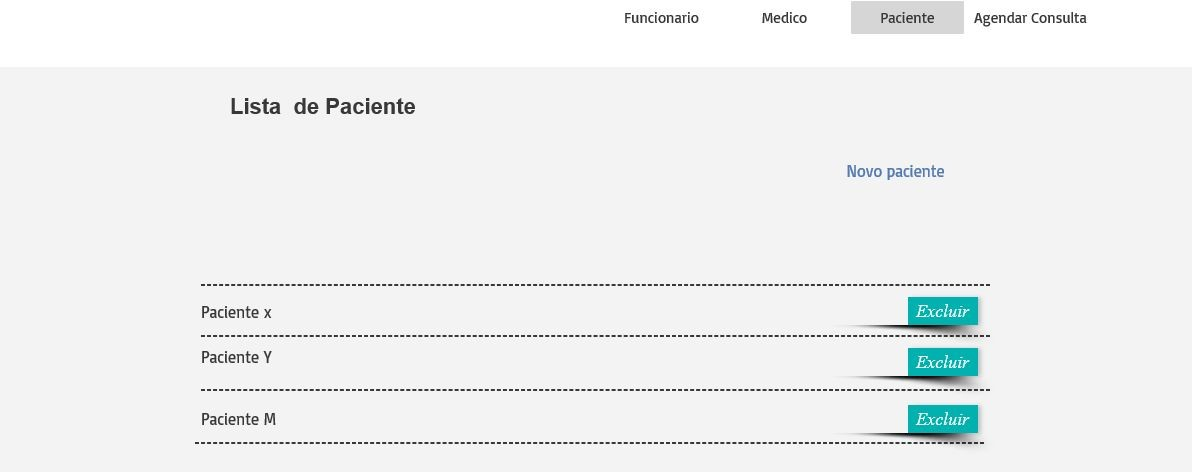 Funcionario Medico Paciente Agendar Consulta
Lista de Paciente
Novo paciente
Paciente x Excluir
Paciente Y Excluir
Paciente M Excluir